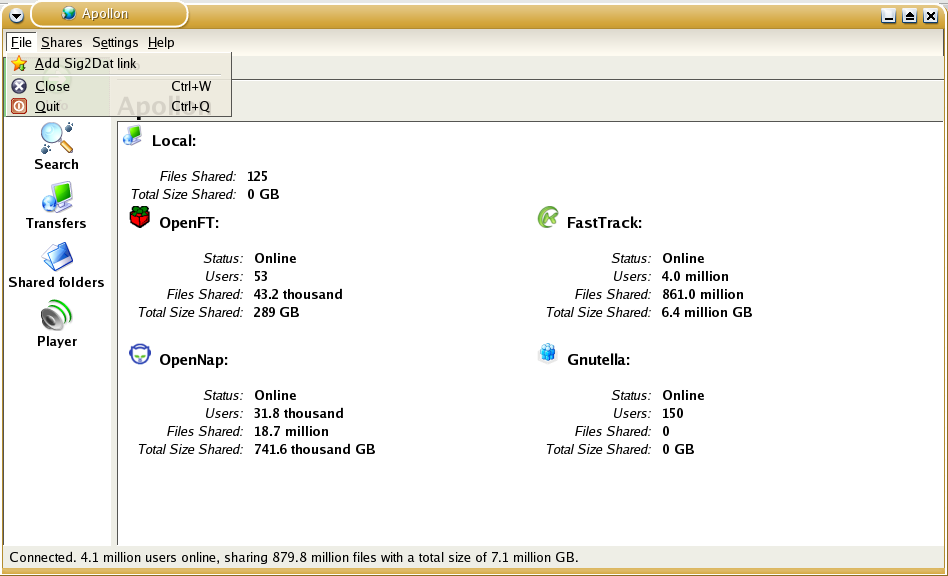 Apollon
File Shares Settings Help
Add Sig2Dat link
Close Ctrl+W
Quit Ctrl+Q
Apollon
Search
Transfers
Shared folders
Player
Local:
Files Shared: 125
Total Size Shared: 0 GB
OpenFT:
Status: Online
Users: 53
Files Shared: 43.2 thousand
Total Size Shared: 289 GB
FastTrack:
Status: Online
Users: 4.0 million
Files Shared: 861.0 million
Total Size Shared: 6.4 million GB
OpenNap:
Status: Online
Users: 31.8 thousand
Files Shared: 18.7 million
Total Size Shared: 741.6 thousand GB
Gnutella:
Status: Online
Users: 150
Files Shared: 0
Total Size Shared: 0 GB
Connected. 4.1 million users online, sharing 879.8 million files with a total size of 7.1 million GB.